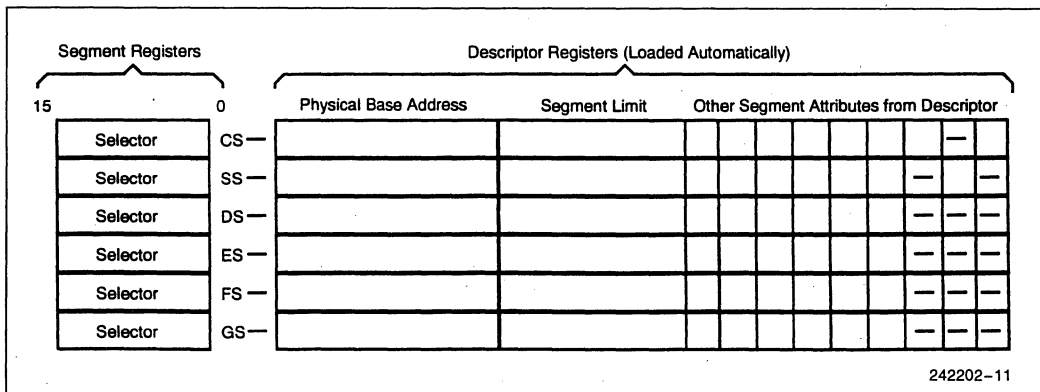 Segment Registers Descriptor Registers (Loaded Automatically)
15 0 Physical Base Address Segment Limit Other Segment Attributes from Descriptor
Selector CS— —
Selector SS— — —
Selector DS— — — —
Selector ES— — — —
Selector FS— — — —
Selector GS— — — —
242202–11